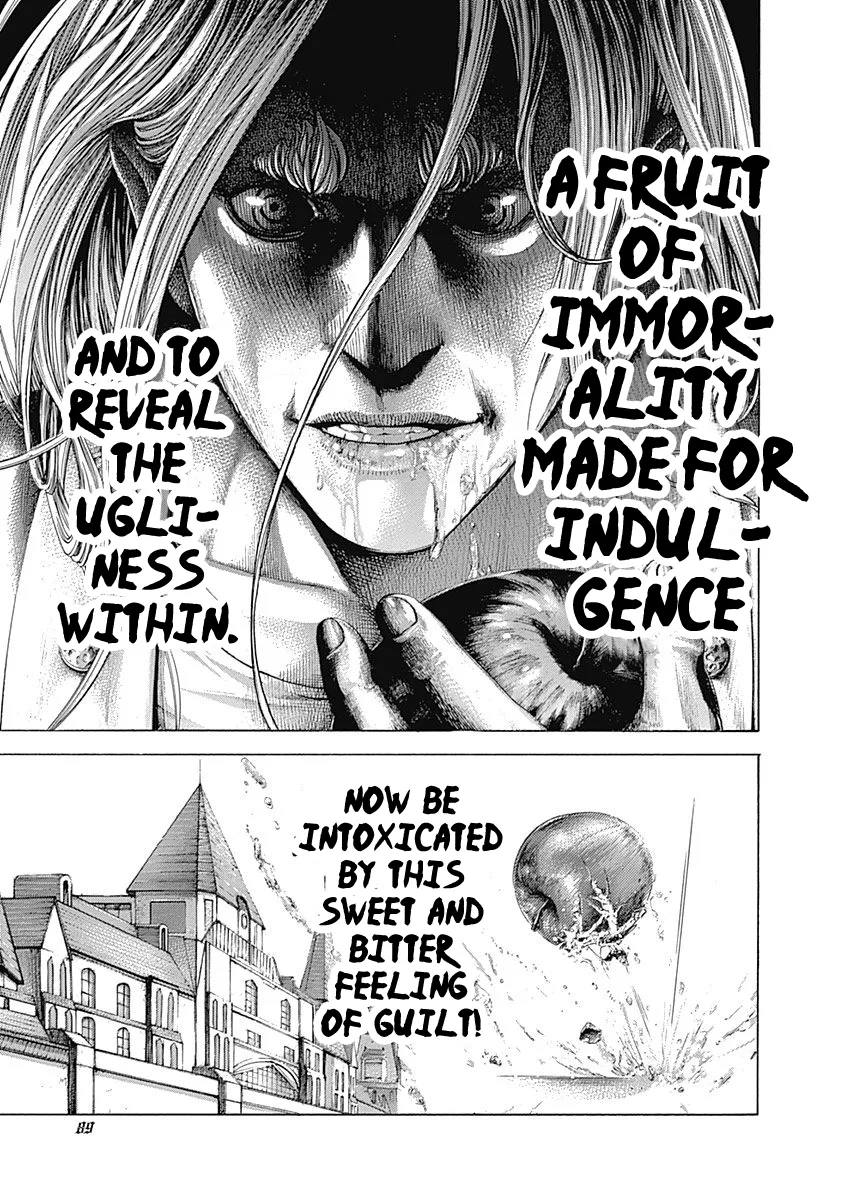 A FRUIT
OF
IMMOR-
ALITY
MADE FOR
INDUL-
GENCE
AND TO
REVEAL
THE
UGLI-
NESS
WITHIN.
NOW BE
INTOXICATED
BY THIS
SWEET AND
BITTER
FEELING
OF GUILT!
89